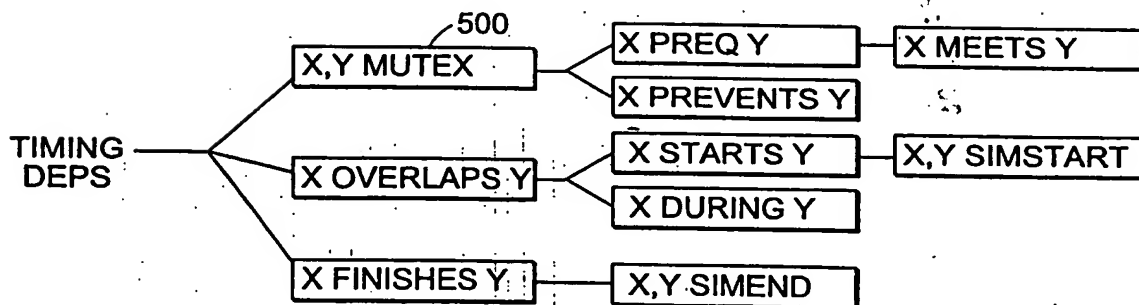 500
X,Y MUTEX
X PREQ Y
X MEETS Y
X PREVENTS Y
TIMING
DEPS
X OVERLAPS Y
X STARTS Y
X,Y SIMSTART
X DURING Y
X FINISHES Y
X,Y SIMEND